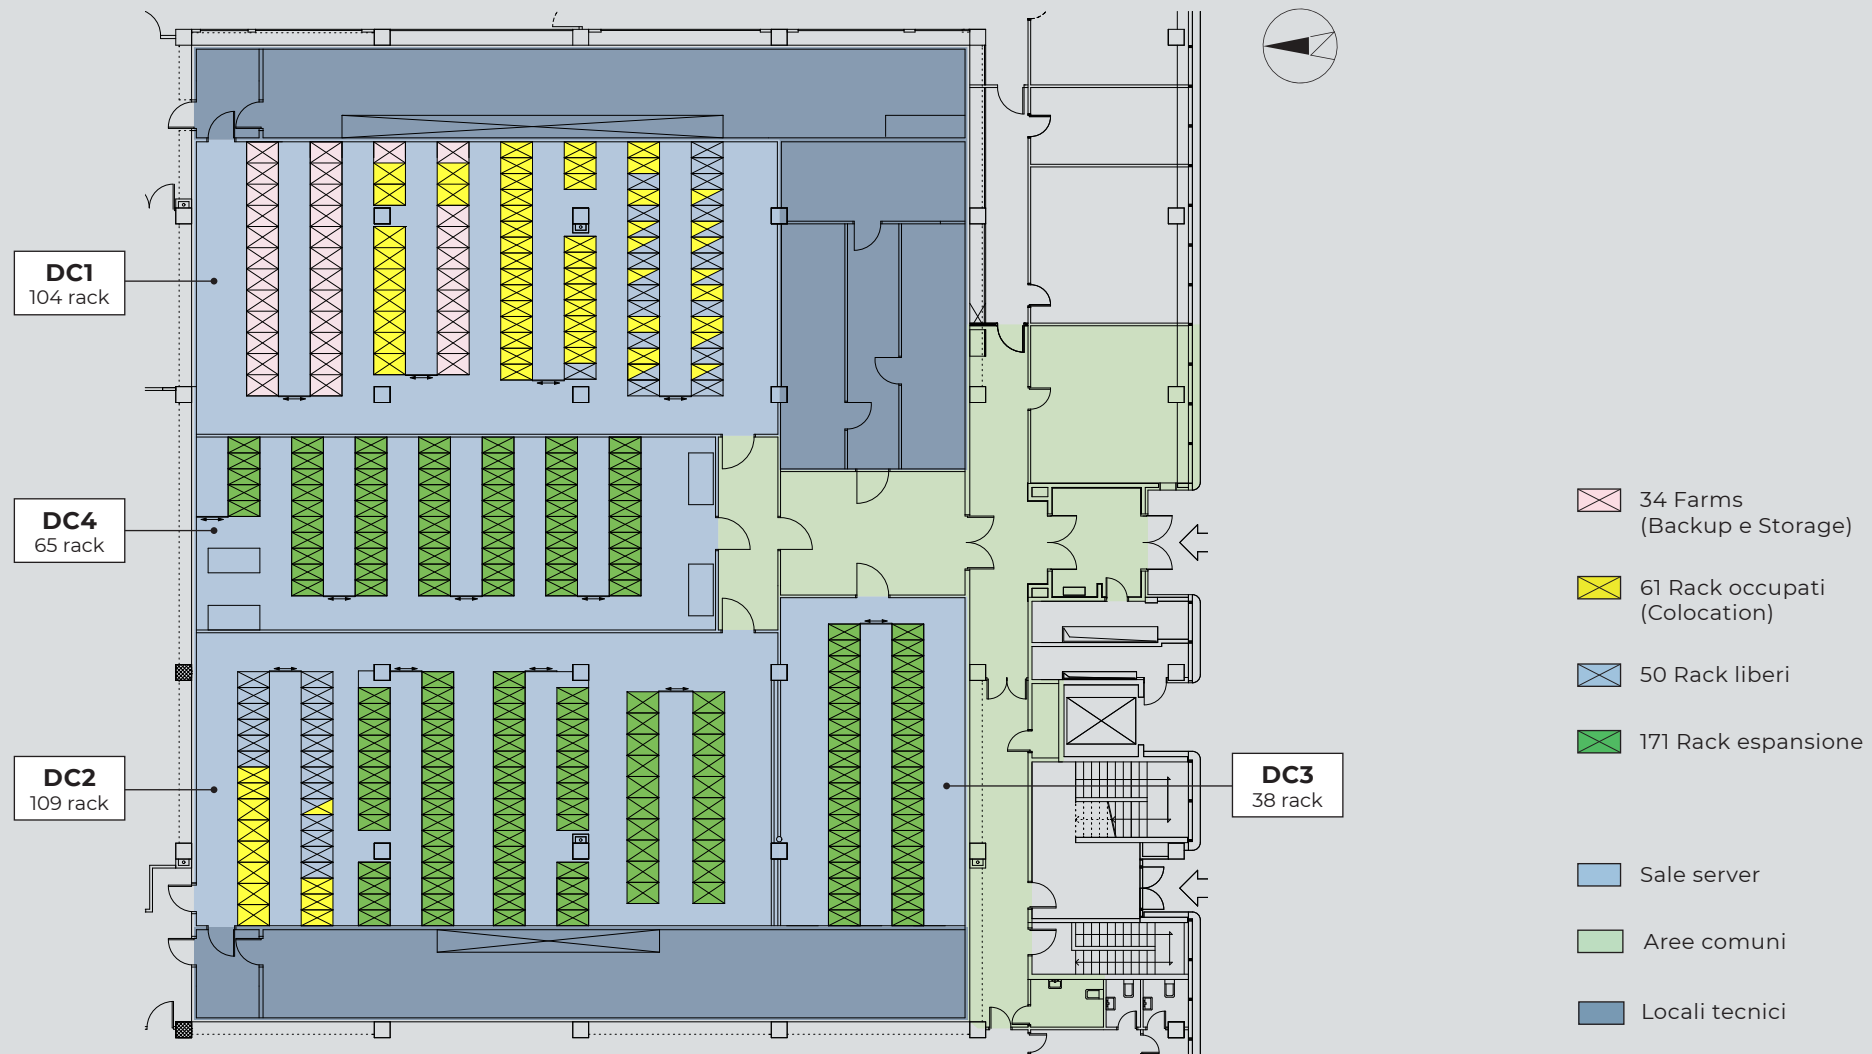 DC1
104 rack
DC4
65 rack
DC2
109 rack
DC3
38 rack
34 Farms
(Backup e Storage)
61 Rack occupati
(Colocation)
50 Rack liberi
171 Rack espansione
Sale server
Aree comuni
Locali tecnici